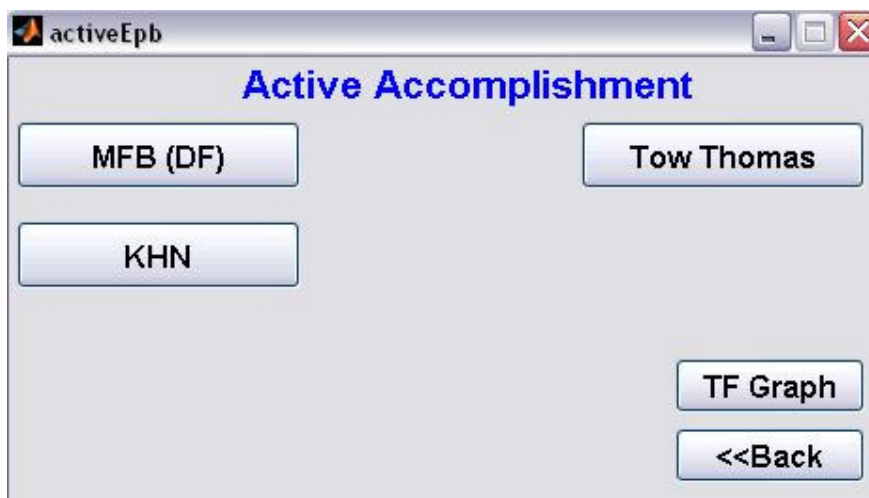 activeEpb
Active Accomplishment
MFB (DF)
Tow Thomas
KHN
TF Graph
<<Back